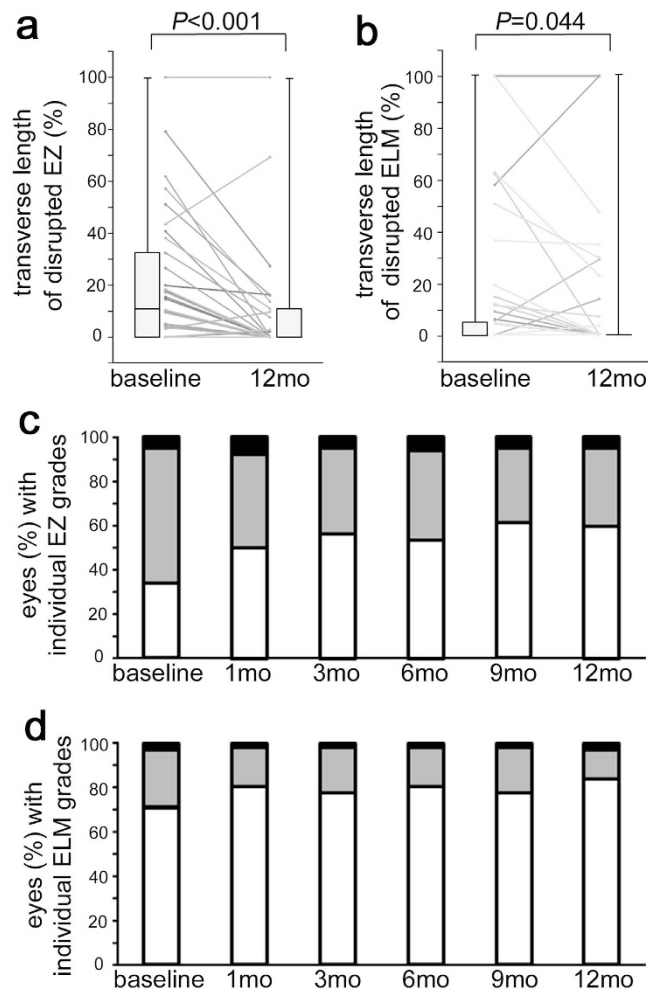 a
P<0.001
transverse length
of disrupted EZ (%)
100
80
60
40
20
0
baseline
12mo
b
P=0.044
transverse length
of disrupted ELM (%)
100
80
60
40
20
0
baseline
12mo
c
eyes (%) with
individual EZ grades
100
80
60
40
20
0
baseline 1mo 3mo 6mo 9mo 12mo
d
eyes (%) with
individual ELM grades
100
80
60
40
20
0
baseline 1mo 3mo 6mo 9mo 12mo